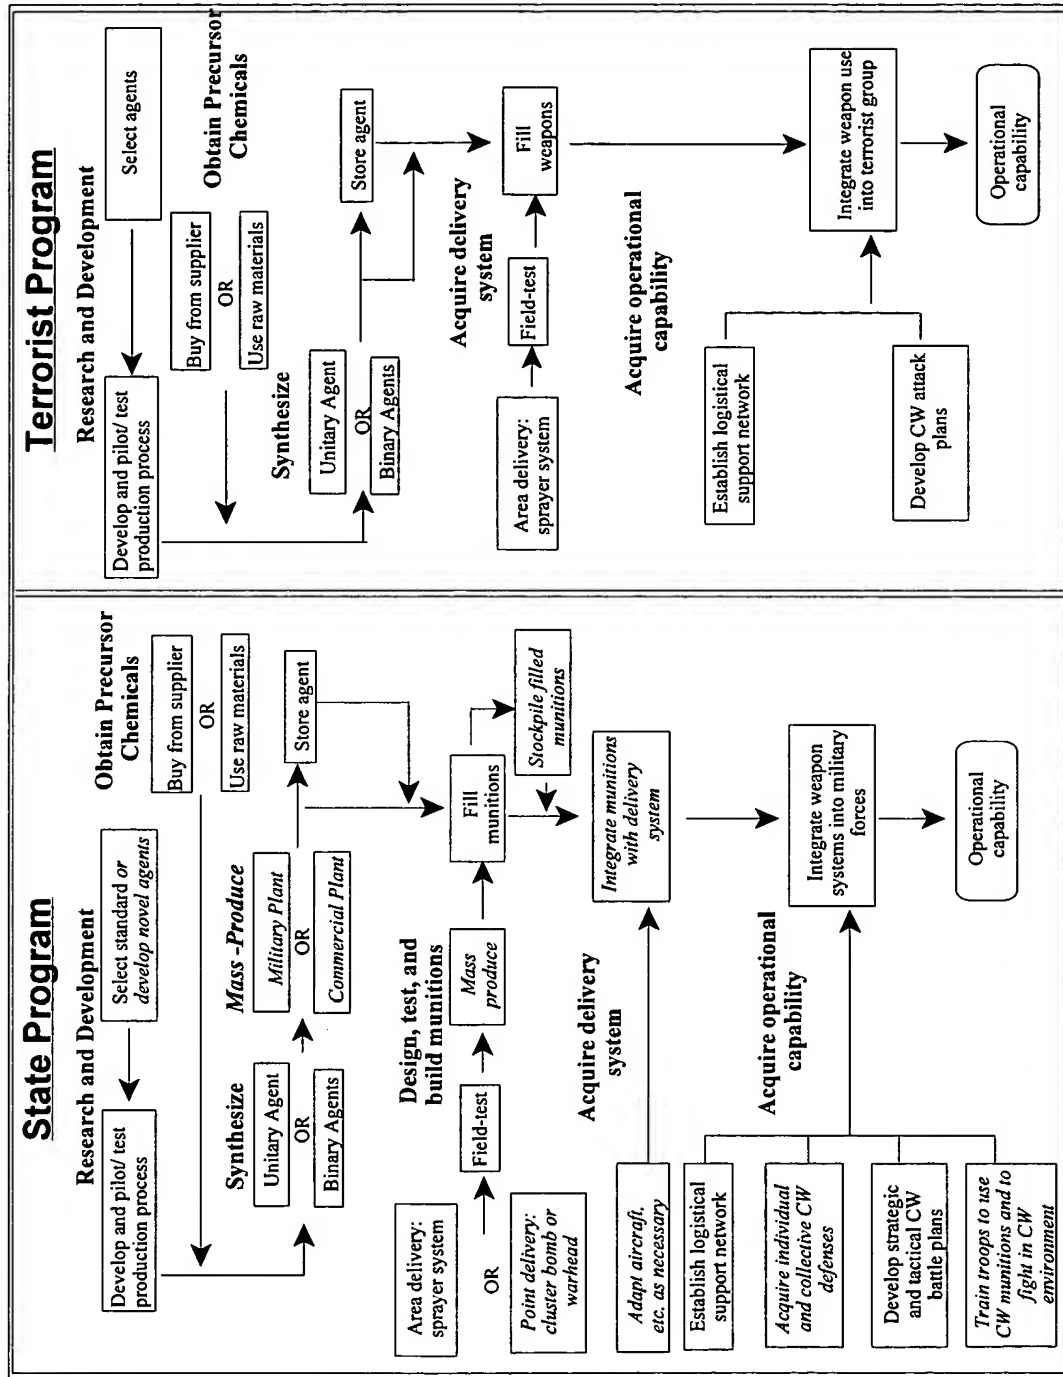 State Program
Research and Development
Develop and pilot/ test
production process
Select standard or
develop novel agents
Obtain Precursor
Chemicals
Buy from supplier
OR
Use raw materials
Synthesize
Unitary Agent
OR
Binary Agents
Mass -Produce
Military Plant
OR
Commercial Plant
Store agent
Design, test, and
build munitions
Area delivery:
sprayer system
OR
Point delivery:
cluster bomb or
warhead
Field-test
Mass
produce
Fill
munitions
Stockpile filled
munitions
Acquire delivery
system
Adapt aircraft,
etc. as necessary
Integrate munitions
with delivery
system
Acquire operational
capability
Establish logistical
support network
Acquire individual
and collective CW
defenses
Develop strategic
and tactical CW
battle plans
Train troops to use
CW munitions and to
fight in CW
environment
Integrate weapon
systems into military
forces
Operational
capability
Terrorist Program
Research and Development
Develop and pilot/ test
production process
Select agents
Obtain Precursor
Chemicals
Buy from supplier
OR
Use raw materials
Synthesize
Unitary Agent
OR
Binary Agents
Store agent
Acquire delivery
system
Area delivery:
sprayer system
Field-test
Fill
weapons
Acquire operational
capability
Establish logistical
support network
Develop CW attack
plans
Integrate weapon use
into terrorist group
Operational
capability